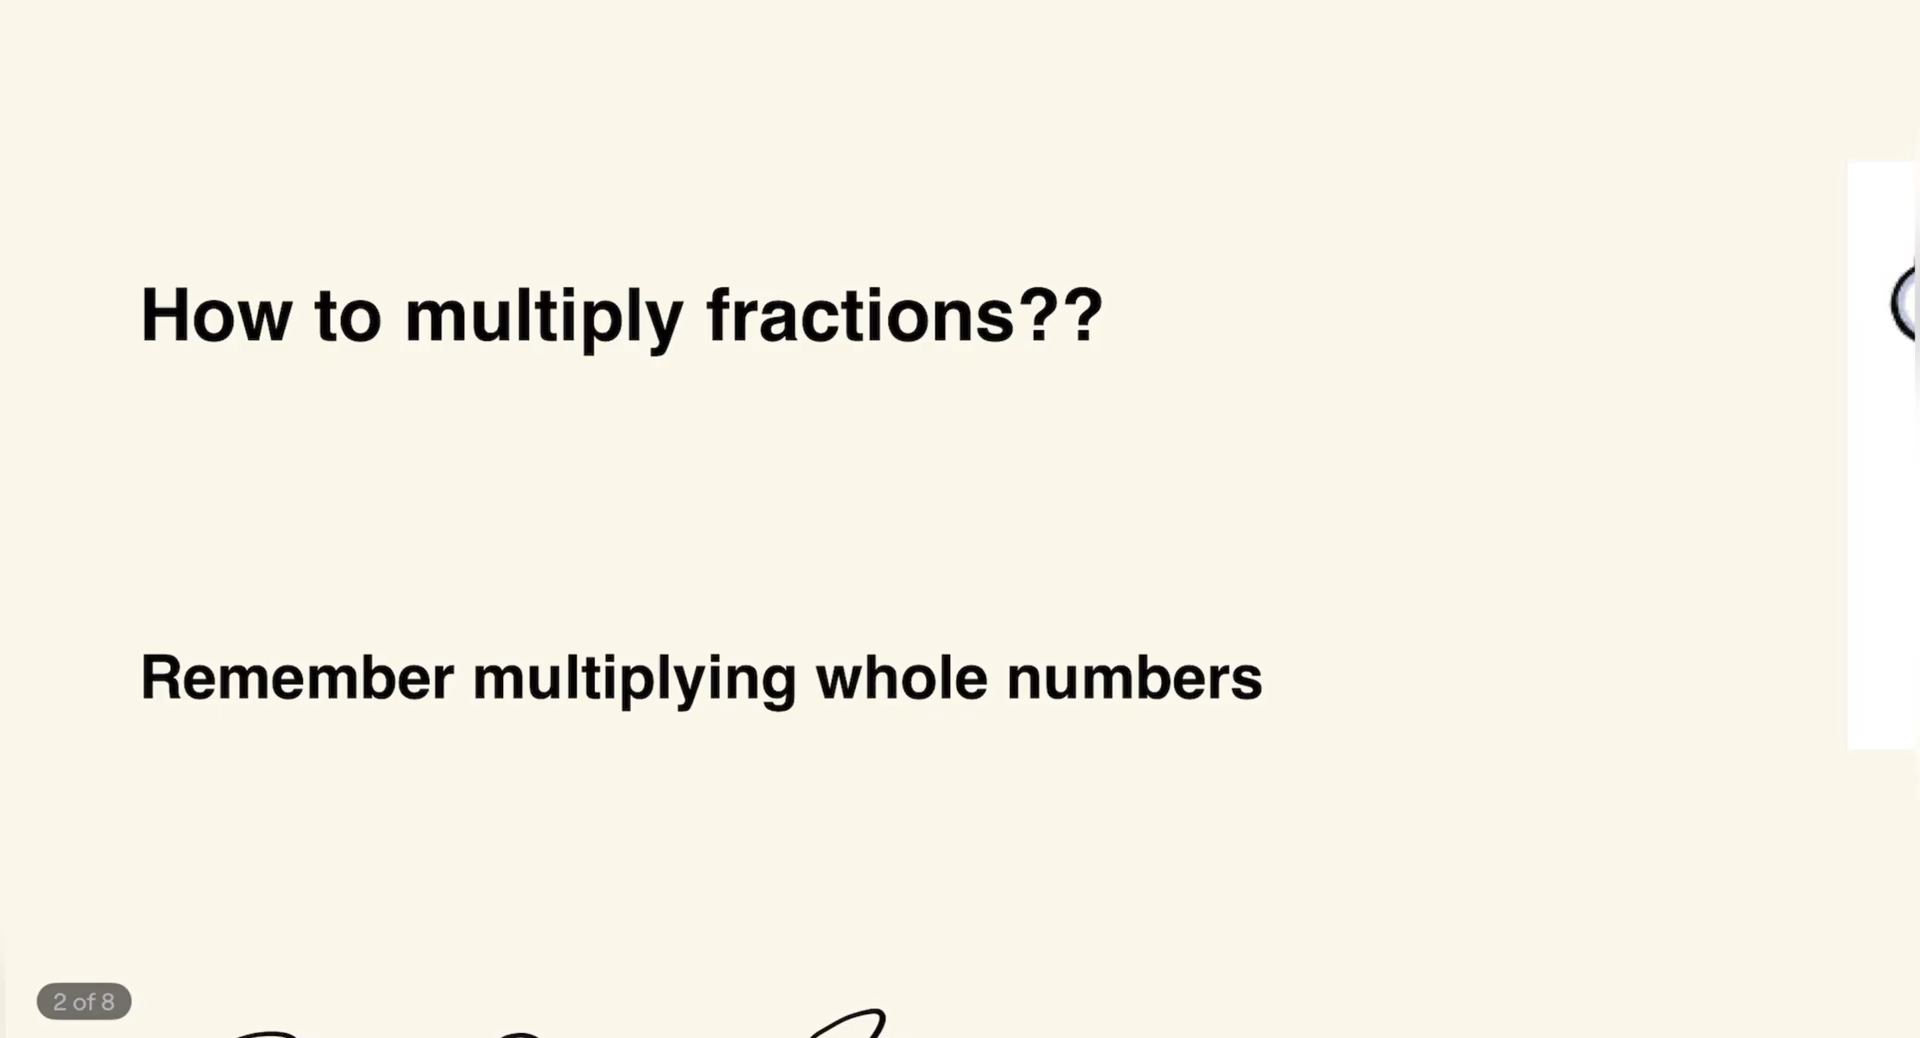 How to multiply fractions??
Remember multiplying whole numbers
2 of 8